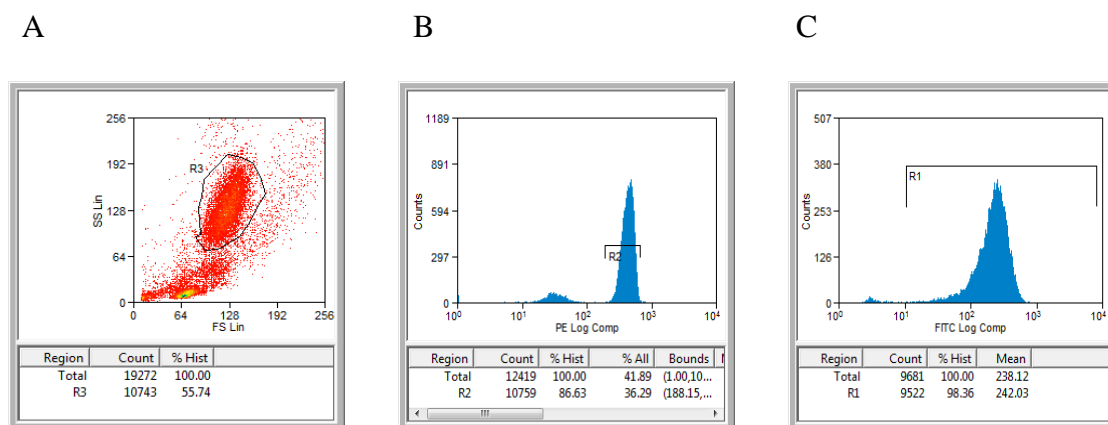 A
B
C
256
192
128
64
0
SS Lin
R3
0 64 128 192 256
FS Lin
Region Count % Hist
Total 19272 100.00
R3 10743 55.74
1189
891
594
297
0
Counts
R2
10⁰ 10¹ 10² 10³ 10⁴
PE Log Comp
Region Count % Hist % All Bounds
Total 12419 100.00 41.89 (1.00,10...
R2 10759 86.63 36.29 (188.15,...
507
380
253
126
0
Counts
R1
10⁰ 10¹ 10² 10³ 10⁴
FITC Log Comp
Region Count % Hist Mean
Total 9681 100.00 238.12
R1 9522 98.36 242.03